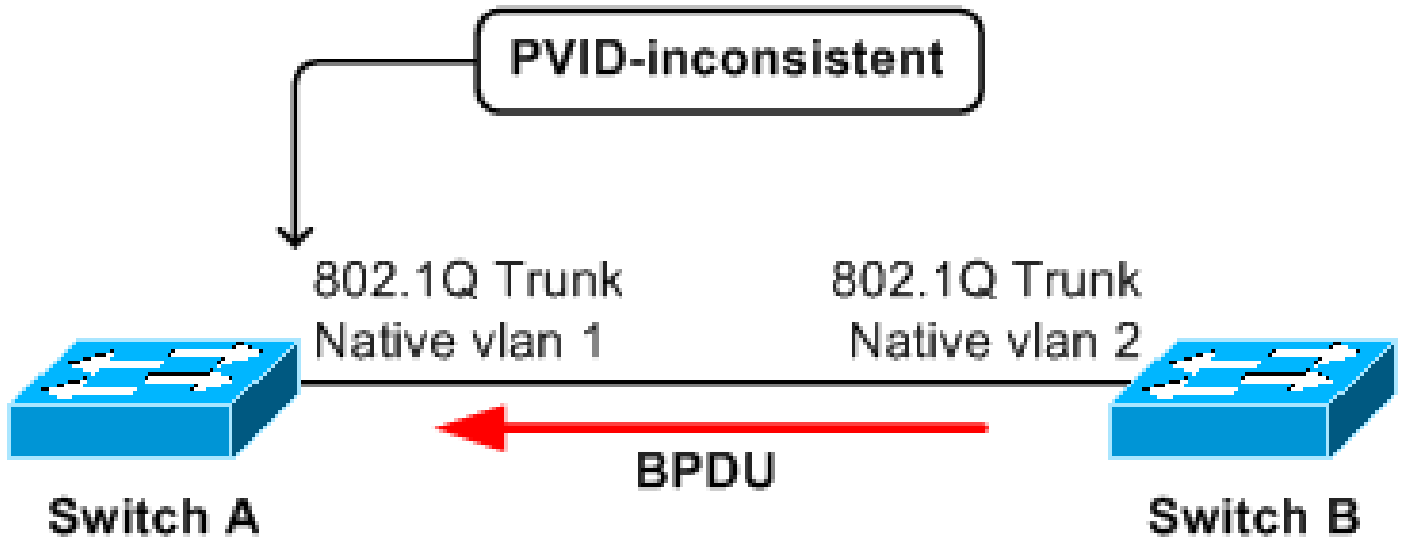 PVID-inconsistent
802.1Q Trunk
Native vlan 1
802.1Q Trunk
Native vlan 2
BPDU
Switch A
Switch B